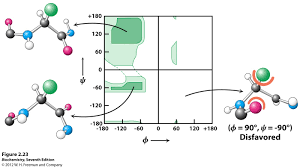 +180
+120
+60
ψ
0
-60
-120
-180
-180 -120 -60 0 +60 +120 +180
ϕ
(ϕ = 90°, ψ = -90°)
Disfavored
Figure 2.23
Biochemistry, Seventh Edition
© 2012 W. H. Freeman and Company